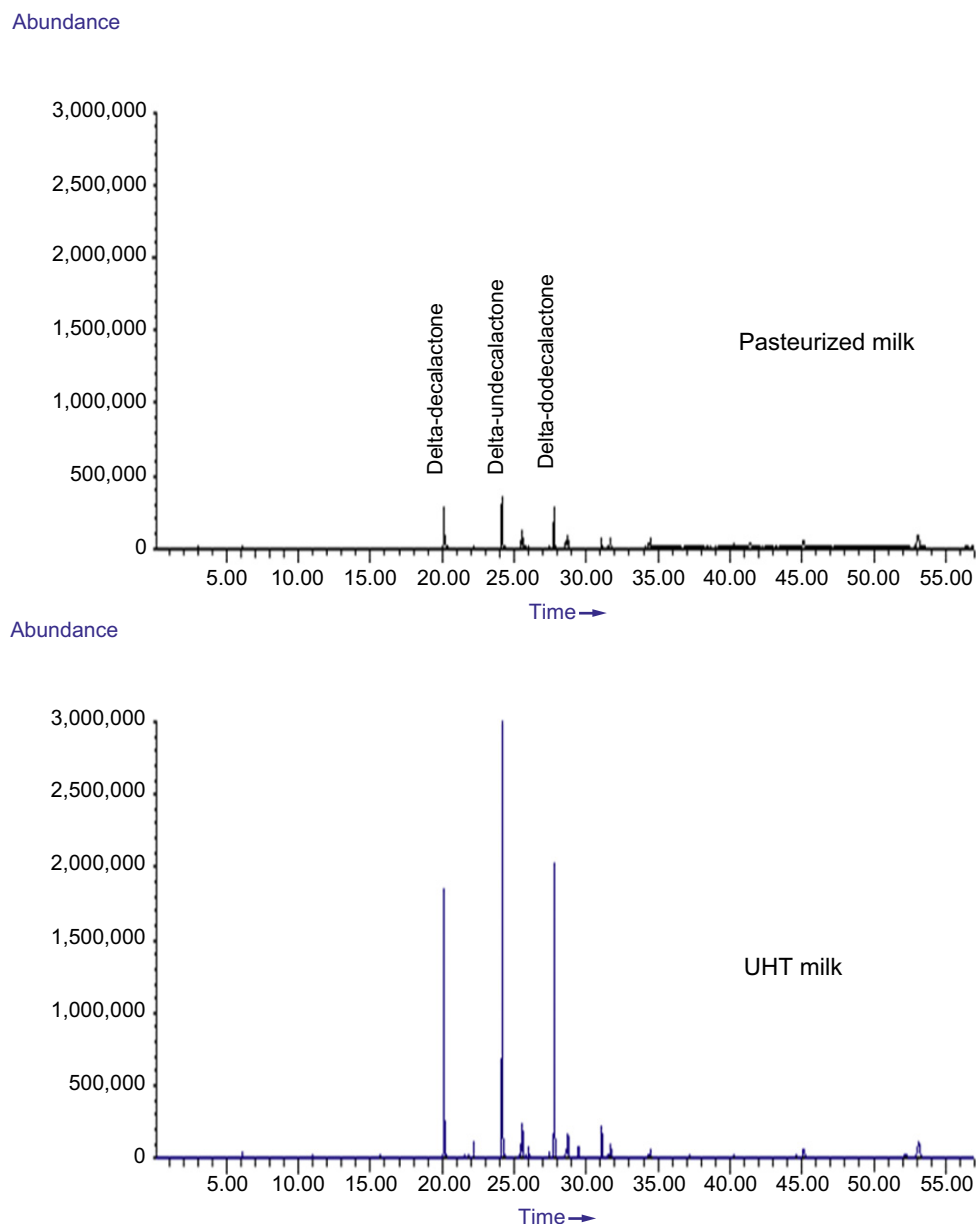 Abundance
3,000,000
2,500,000
2,000,000
1,500,000
1,000,000
500,000
0
Delta-decalactone
Delta-undecalactone
Delta-dodecalactone
Pasteurized milk
5.00 10.00 15.00 20.00 25.00 30.00 35.00 40.00 45.00 50.00 55.00
Time→
Abundance
3,000,000
2,500,000
2,000,000
1,500,000
1,000,000
500,000
0
UHT milk
5.00 10.00 15.00 20.00 25.00 30.00 35.00 40.00 45.00 50.00 55.00
Time→